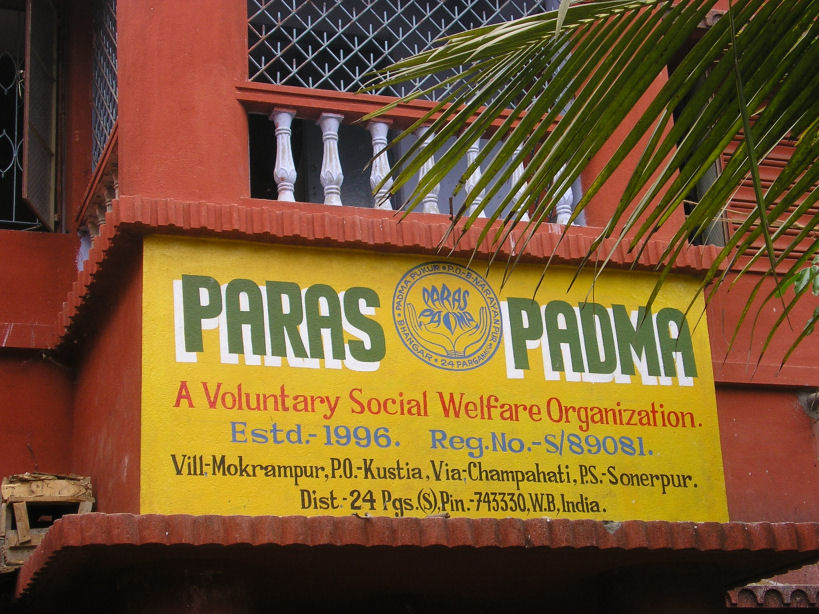 PARAS PADMA
PADMA PUKUR • P.O-B-NARAYANPUR •
BHANGAR • 24 PARGANAS
PARAS
PADMA
A Voluntary Social Welfare Organization.
Estd.-1996. Reg.No.-S/89081.
Vill-Mokrampur,P.O.-Kustia,Via;Champahati,P.S.-Sonerpur.
Dist-24 Pgs.(S),Pin.-743330,W.B,India.